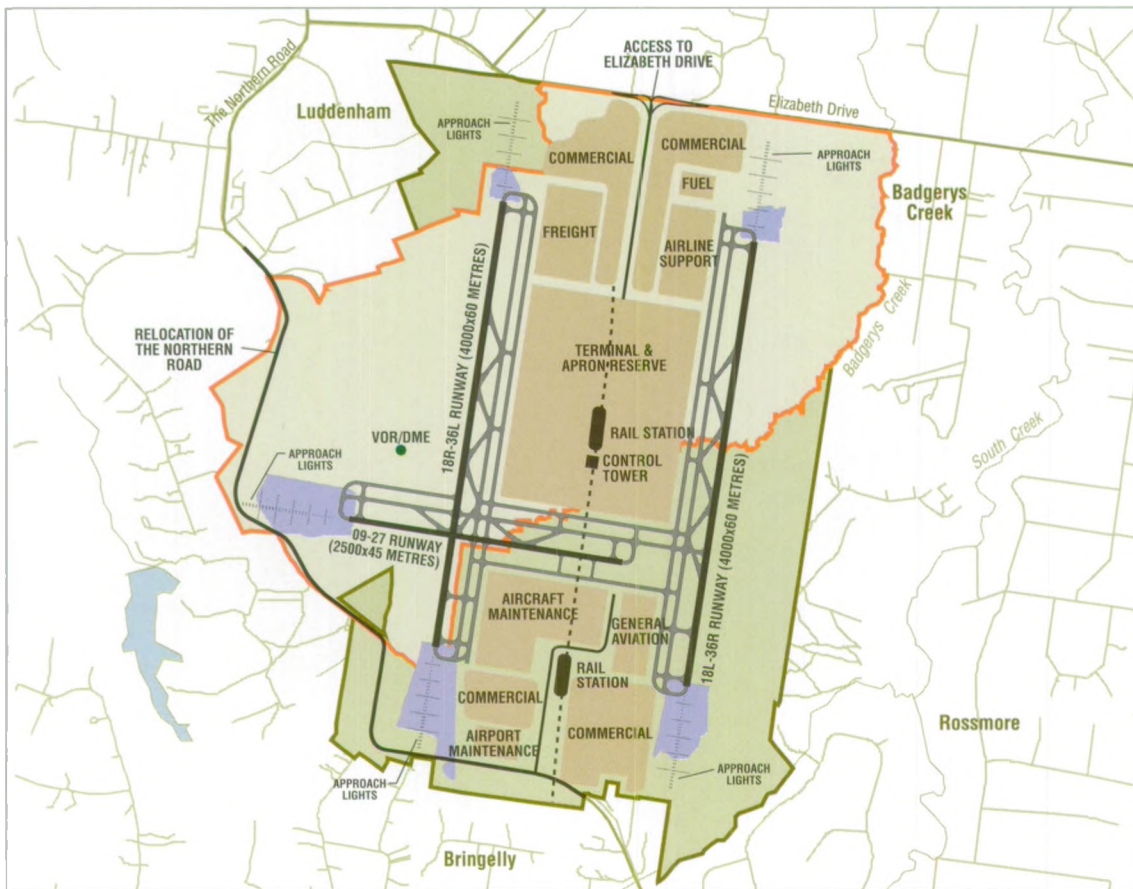 ACCESS TO
ELIZABETH DRIVE
The Northern Road
Elizabeth Drive
Luddenham
APPROACH
LIGHTS
COMMERCIAL
COMMERCIAL
APPROACH
LIGHTS
FUEL
Badgerys
Creek
FREIGHT
AIRLINE
SUPPORT
18R-36L RUNWAY (4000x60 METRES)
Badgerys Creek
RELOCATION OF
THE NORTHERN
ROAD
TERMINAL &
APRON RESERVE
South Creek
VOR/DME
RAIL STATION
CONTROL
TOWER
APPROACH
LIGHTS
18L-36R RUNWAY (4000x60 METRES)
09-27 RUNWAY
(2500x45 METRES)
AIRCRAFT
MAINTENANCE
GENERAL
AVIATION
RAIL
STATION
COMMERCIAL
Rossmore
AIRPORT
MAINTENANCE
COMMERCIAL
APPROACH
LIGHTS
APPROACH
LIGHTS
Bringelly